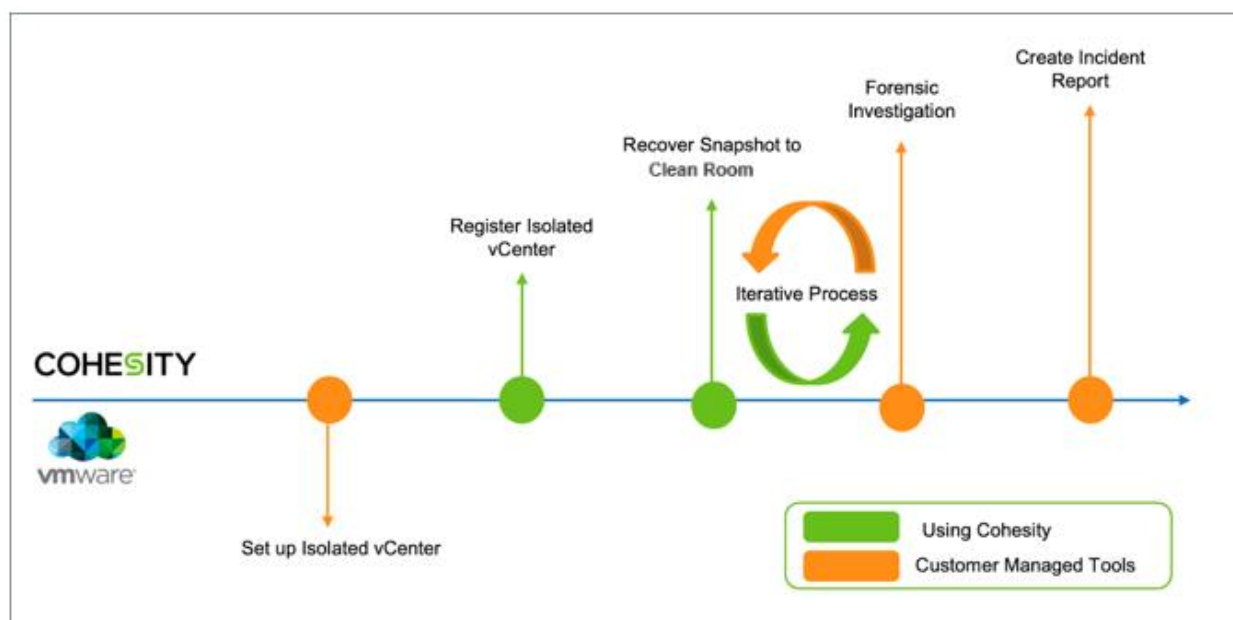 Create Incident
Report
Forensic
Investigation
Recover Snapshot to
Clean Room
Register Isolated
vCenter
Iterative Process
COHESITY
vmware
Set up Isolated vCenter
Using Cohesity
Customer Managed Tools